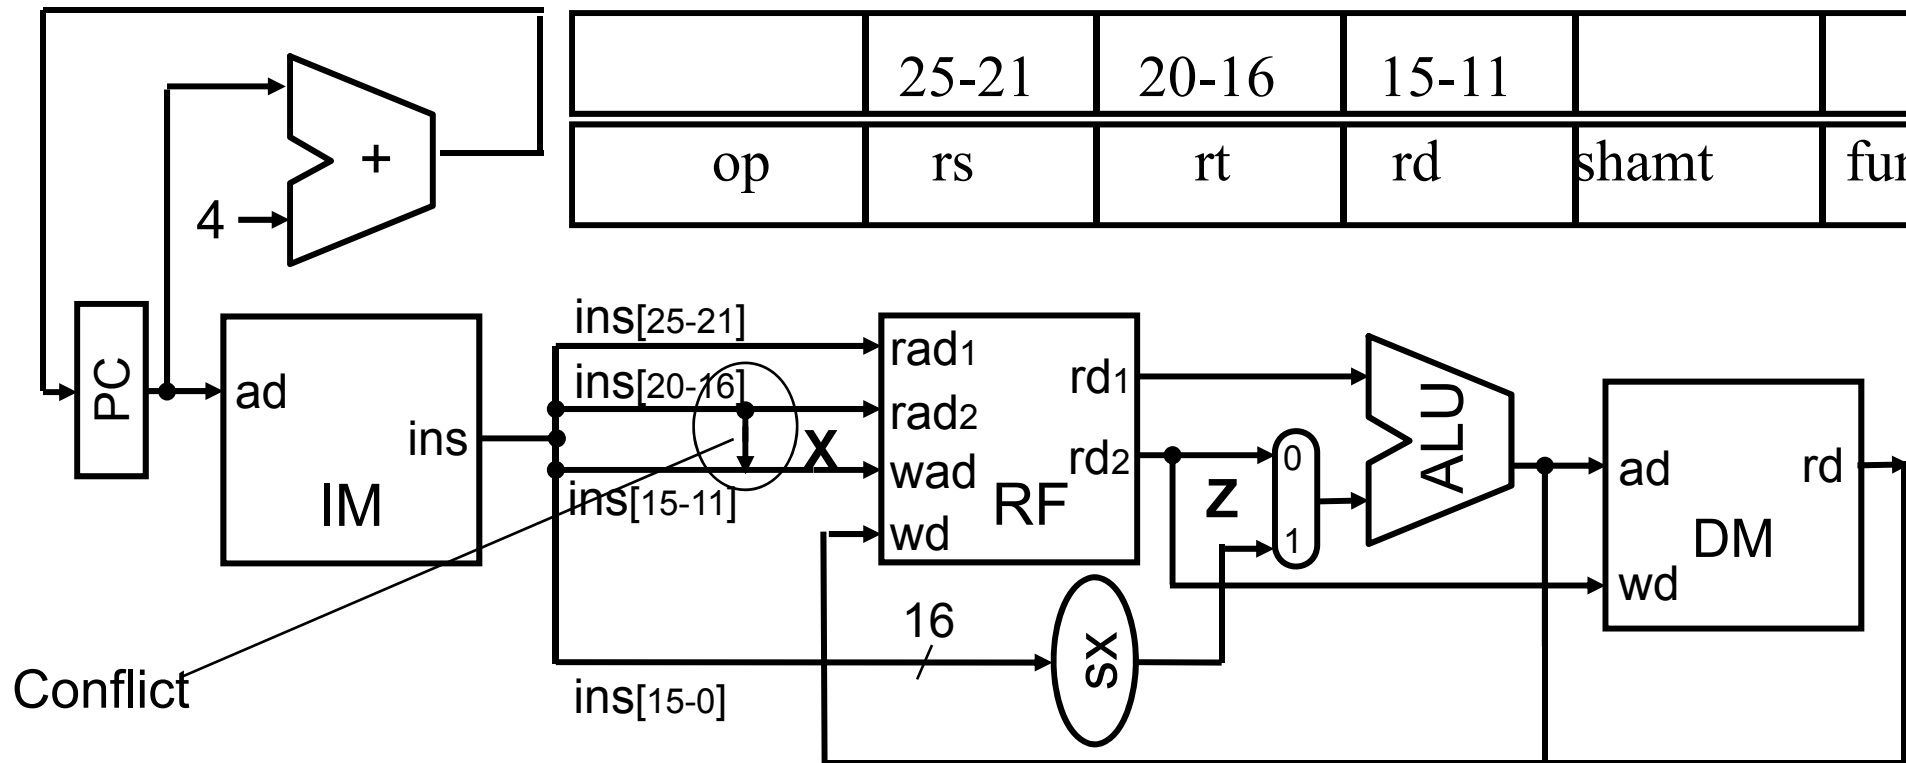 25-21 20-16 15-11
op rs rt rd shamt
+
4
PC
ad
ins
IM
ins[25-21]
ins[20-16]
ins[15-11]
ins[15-0]
X
Conflict
rad1
rad2
wad
wd
RF
rd1
rd2
16
sx
Z
0
1
ALU
ad
wd
rd
DM